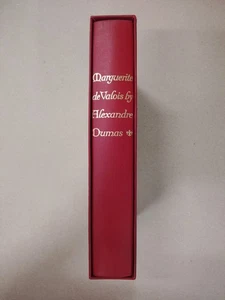 Marguerite
de Valois by
Alexandre
Dumas